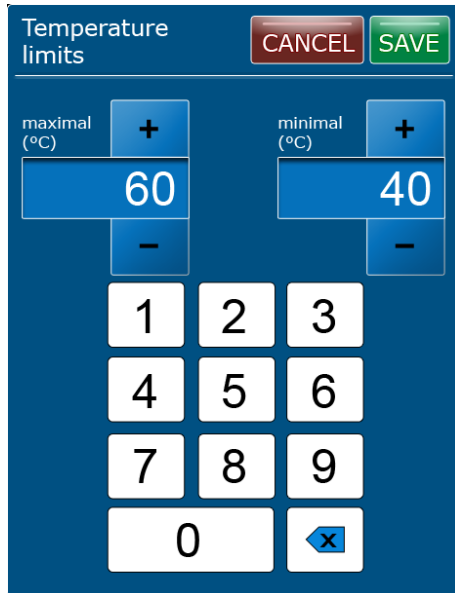 Temperature
limits
CANCEL
SAVE
maximal
(°C)
+
60
−
minimal
(°C)
+
40
−
1 2 3
4 5 6
7 8 9
0 x